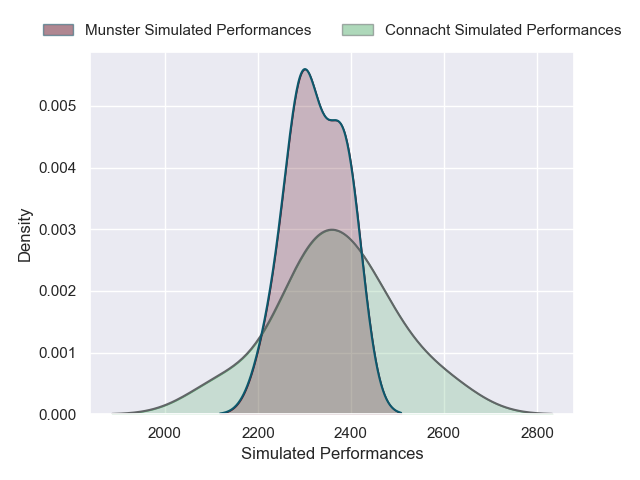 Munster Simulated Performances
Connacht Simulated Performances
0.005
0.004
0.003
0.002
0.001
0.000
Density
2000
2200
2400
2600
2800
Simulated Performances